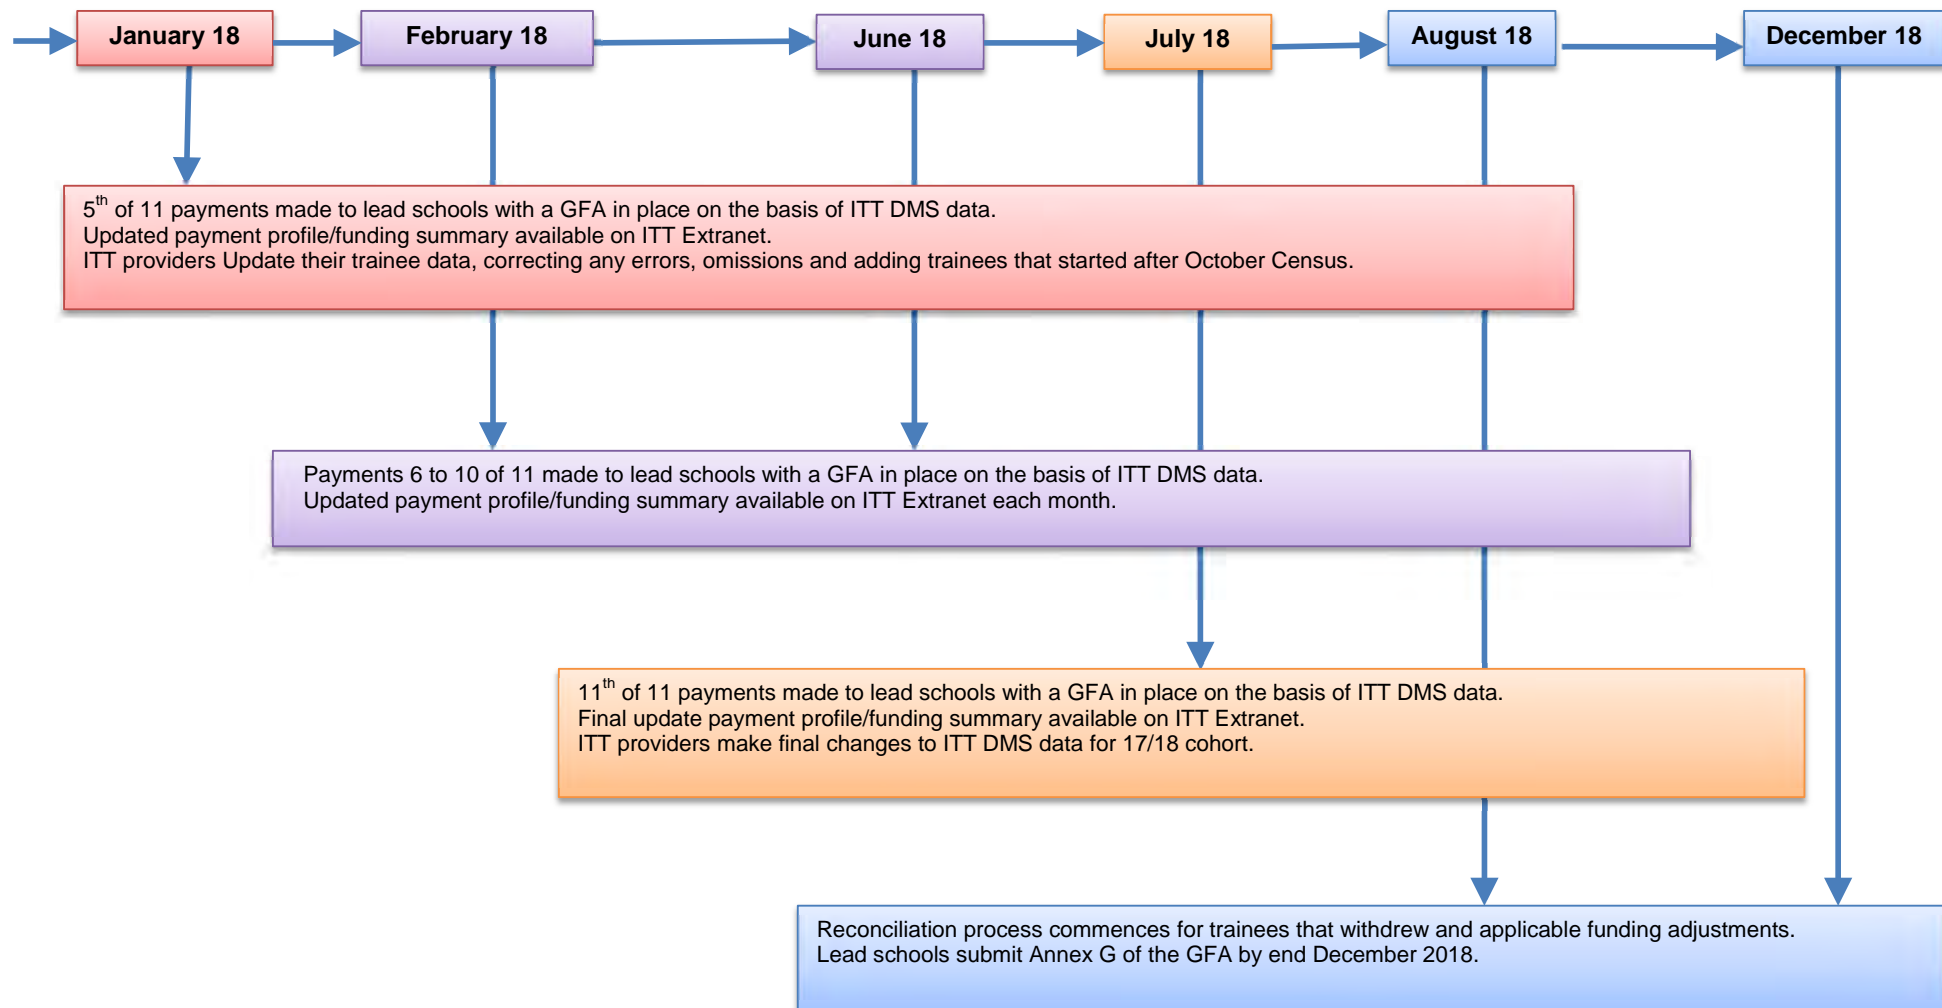 January 18
February 18
June 18
July 18
August 18
December 18
5th of 11 payments made to lead schools with a GFA in place on the basis of ITT DMS data.
Updated payment profile/funding summary available on ITT Extranet.
ITT providers Update their trainee data, correcting any errors, omissions and adding trainees that started after October Census.
Payments 6 to 10 of 11 made to lead schools with a GFA in place on the basis of ITT DMS data.
Updated payment profile/funding summary available on ITT Extranet each month.
11th of 11 payments made to lead schools with a GFA in place on the basis of ITT DMS data.
Final update payment profile/funding summary available on ITT Extranet.
ITT providers make final changes to ITT DMS data for 17/18 cohort.
Reconciliation process commences for trainees that withdrew and applicable funding adjustments.
Lead schools submit Annex G of the GFA by end December 2018.